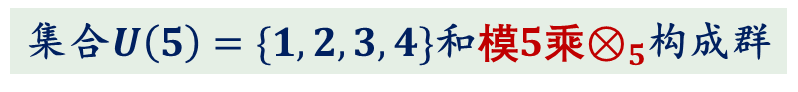 集合U(5) = {1, 2, 3, 4}和模5乘⊗₅构成群